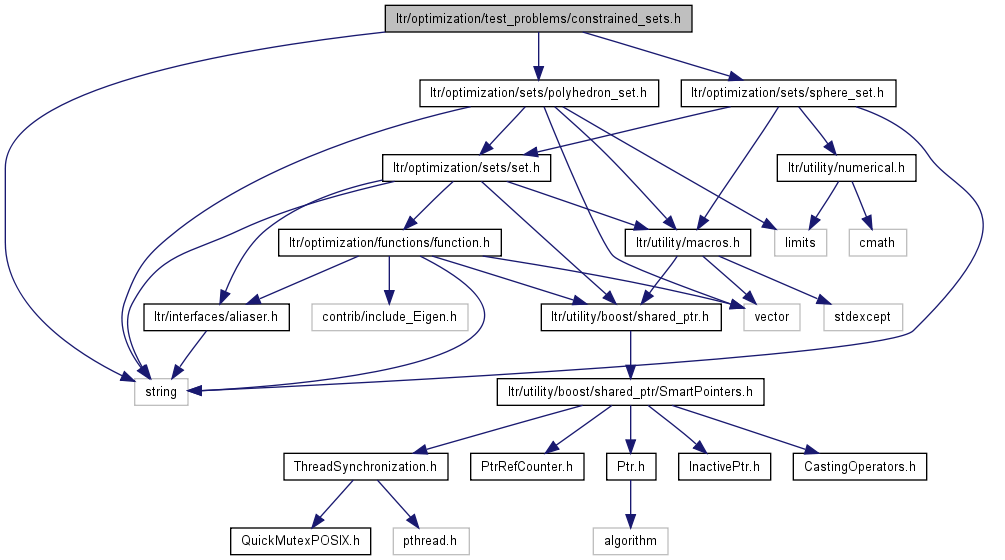 ltr/optimization/test_problems/constrained_sets.h
ltr/optimization/sets/polyhedron_set.h
ltr/optimization/sets/sphere_set.h
ltr/optimization/sets/set.h
ltr/utility/numerical.h
ltr/optimization/functions/function.h
ltr/utility/macros.h
limits
cmath
ltr/interfaces/aliaser.h
contrib/include_Eigen.h
ltr/utility/boost/shared_ptr.h
vector
stdexcept
string
ltr/utility/boost/shared_ptr/SmartPointers.h
ThreadSynchronization.h
PtrRefCounter.h
Ptr.h
InactivePtr.h
CastingOperators.h
QuickMutexPOSIX.h
pthread.h
algorithm